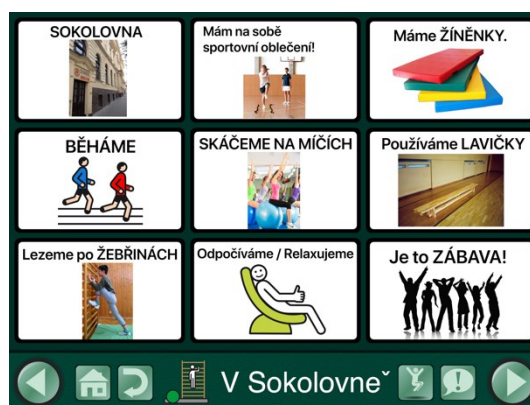 SOKOLOVNA
Mám na sobě
sportovní oblečení!
Máme ŽÍNĚNKY.
BĚHÁME
SKÁČEME NA MÍČÍCH
Používáme LAVIČKY
Lezeme po ŽEBŘINÁCH
Odpočíváme / Relaxujeme
Je to ZÁBAVA!
V Sokolovneˇ